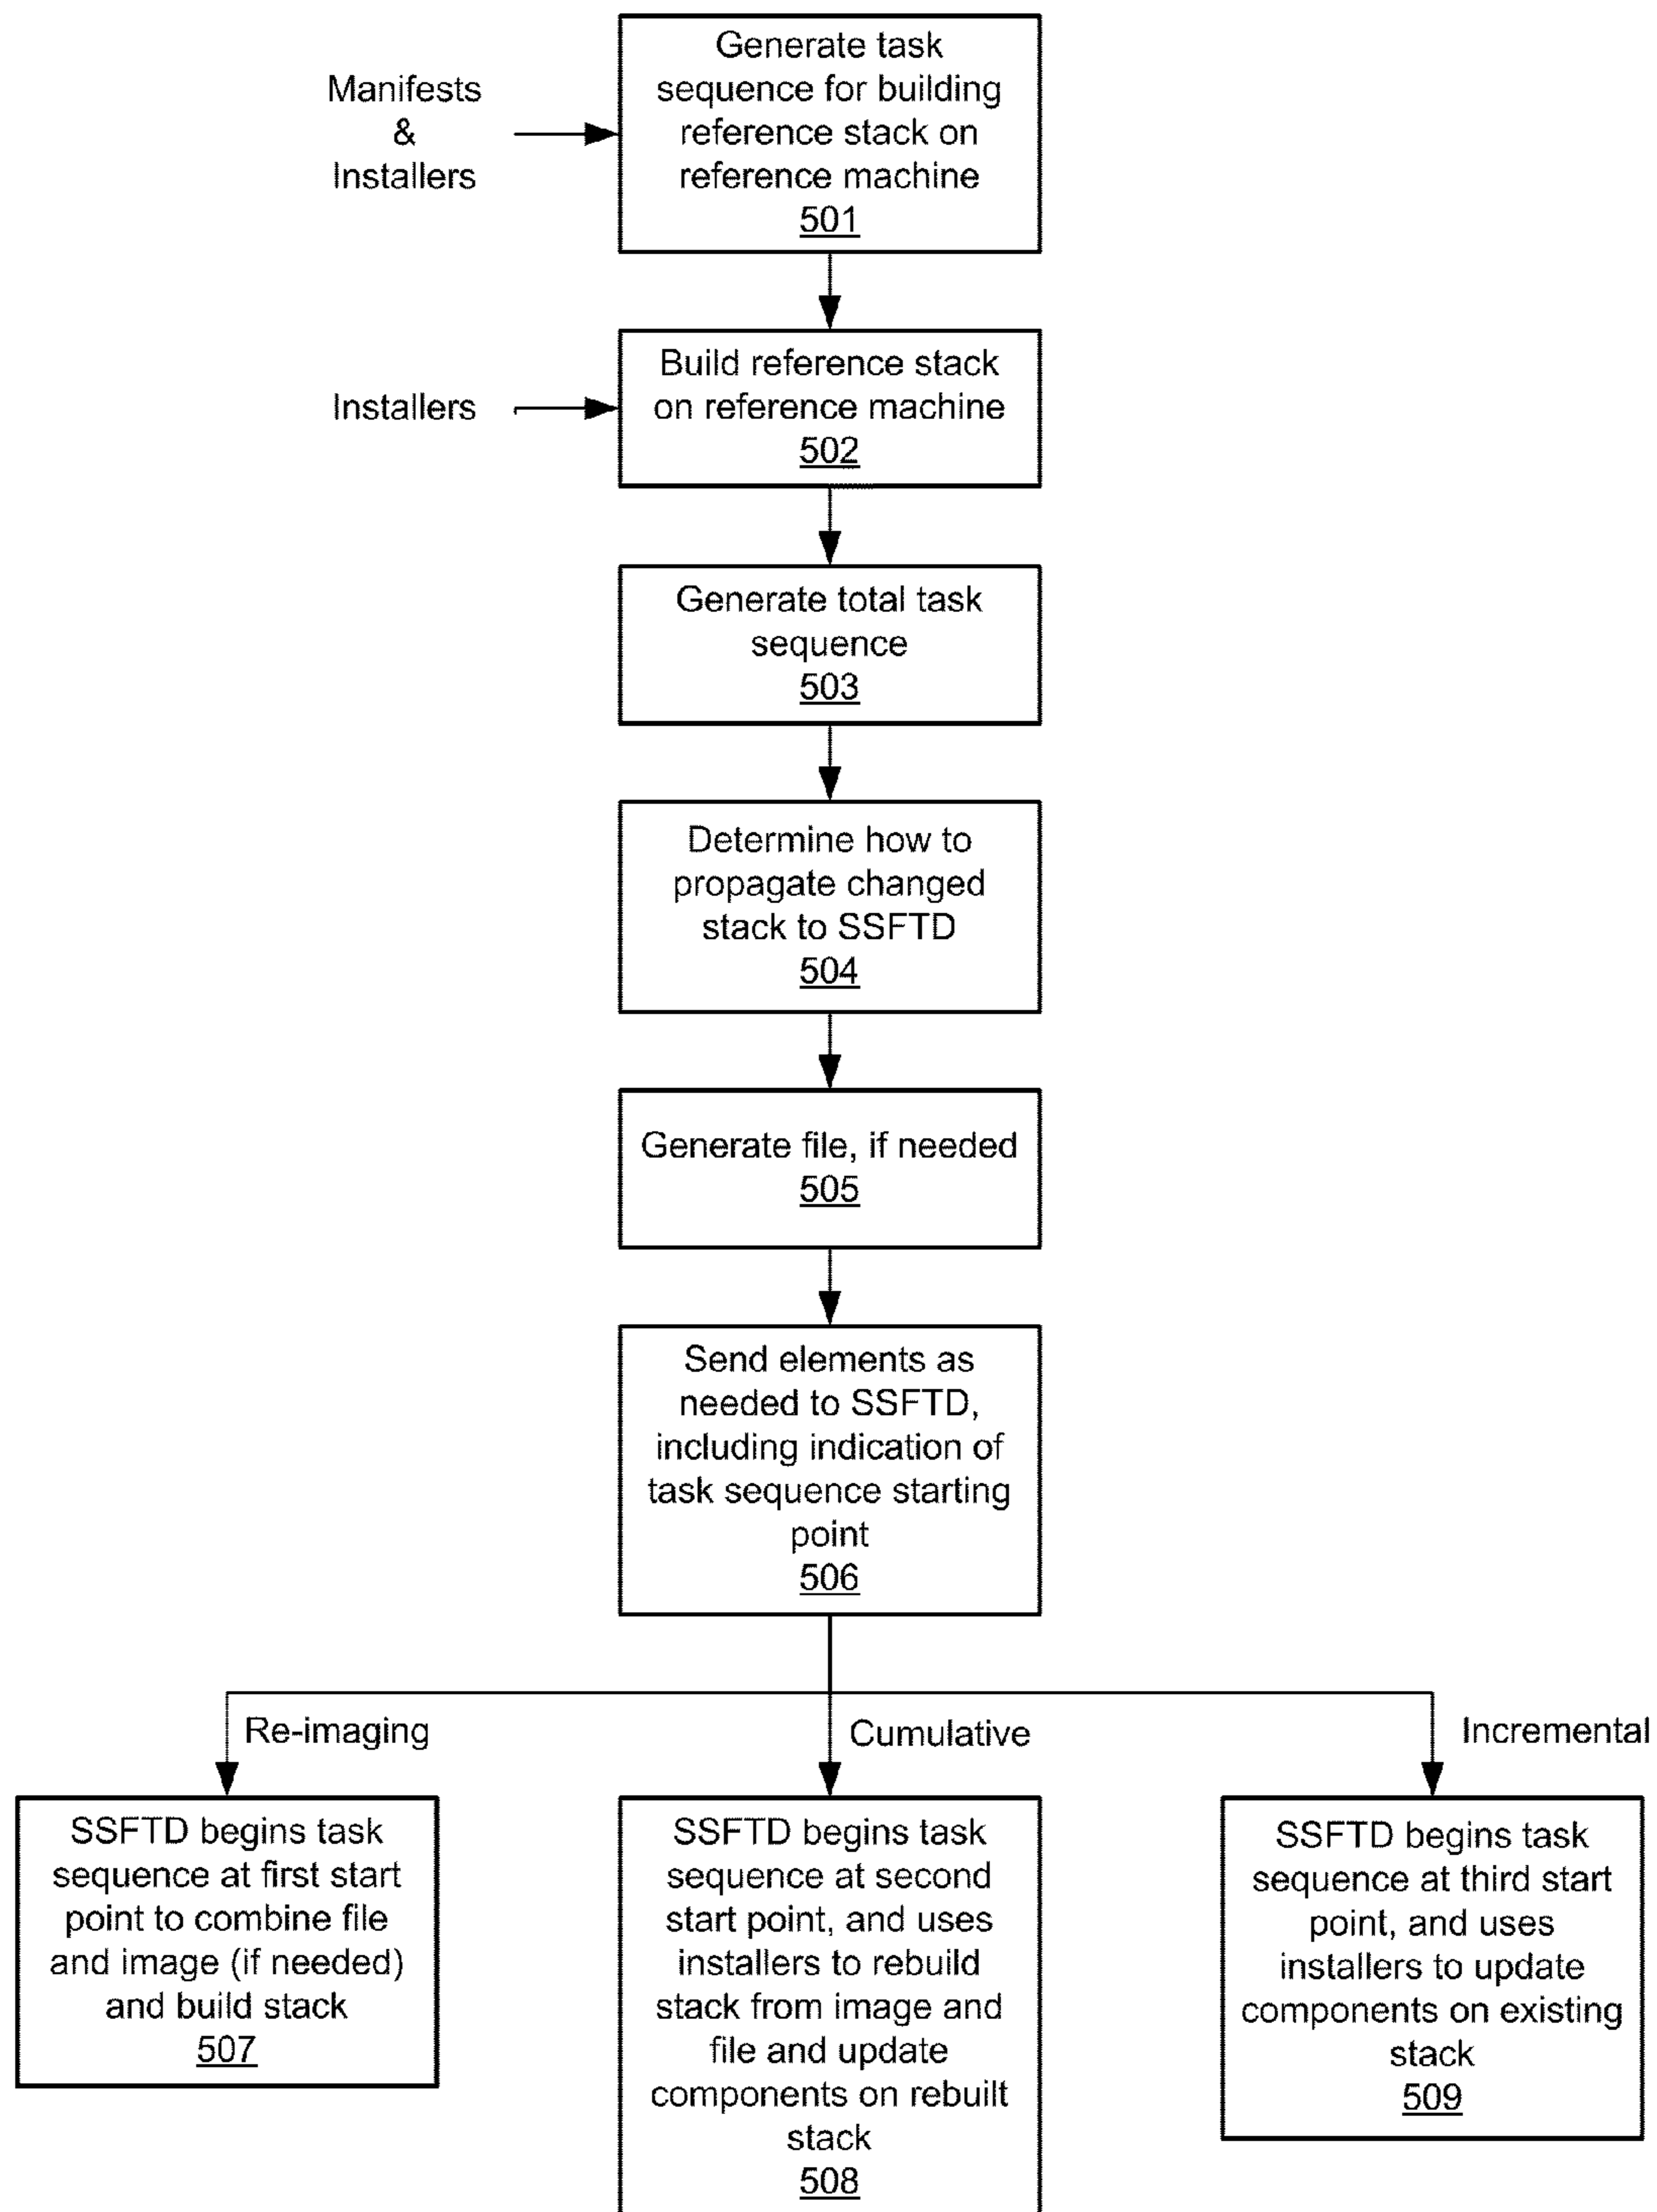 Generate task
sequence for building
reference stack on
reference machine
501
Manifests
&
Installers
Build reference stack
on reference machine
502
Installers
Generate total task
sequence
503
Determine how to
propagate changed
stack to SSFTD
504
Generate file, if needed
505
Send elements as
needed to SSFTD,
including indication of
task sequence starting
point
506
Re-imaging
Cumulative
Incremental
SSFTD begins task
sequence at first start
point to combine file
and image (if needed)
and build stack
507
SSFTD begins task
sequence at second
start point, and uses
installers to rebuild
stack from image and
file and update
components on rebuilt
stack
508
SSFTD begins task
sequence at third start
point, and uses
installers to update
components on existing
stack
509